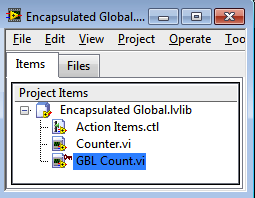 Encapsulated Global....
File Edit View Project Operate Too
Items Files
Project Items
Encapsulated Global.lvlib
Action Items.ctl
Counter.vi
GBL Count.vi